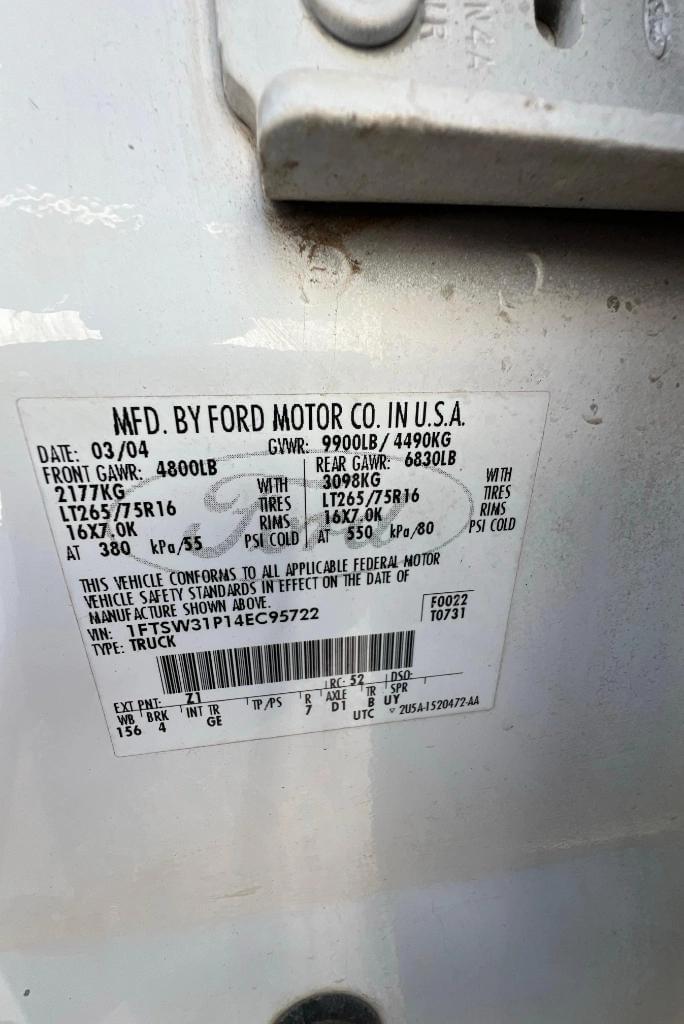 UR
N4A
MFD. BY FORD MOTOR CO. IN U.S.A.
DATE: 03/04 GVWR: 9900LB/ 4490KG
FRONT GAWR: 4800LB REAR GAWR: 6830LB
2177KG WITH 3098KG WITH
LT265/75R16 TIRES LT265/75R16 TIRES
16X7.0K RIMS 16X7.0K RIMS
AT 380 kPa/55 PSI COLD AT 550 kPa/80 PSI COLD
Ford
THIS VEHICLE CONFORMS TO ALL APPLICABLE FEDERAL MOTOR
VEHICLE SAFETY STANDARDS IN EFFECT ON THE DATE OF
MANUFACTURE SHOWN ABOVE.
VIN: 1FTSW31P14EC95722 F0022
TYPE: TRUCK T0731
EXT PNT: Z1 RC: 52 DSO:
WB BRK INT TR TP/PS R AXLE TR SPR
156 4 GE 7 D1 B UY
UTC ▽ 2U5A-1520472-AA